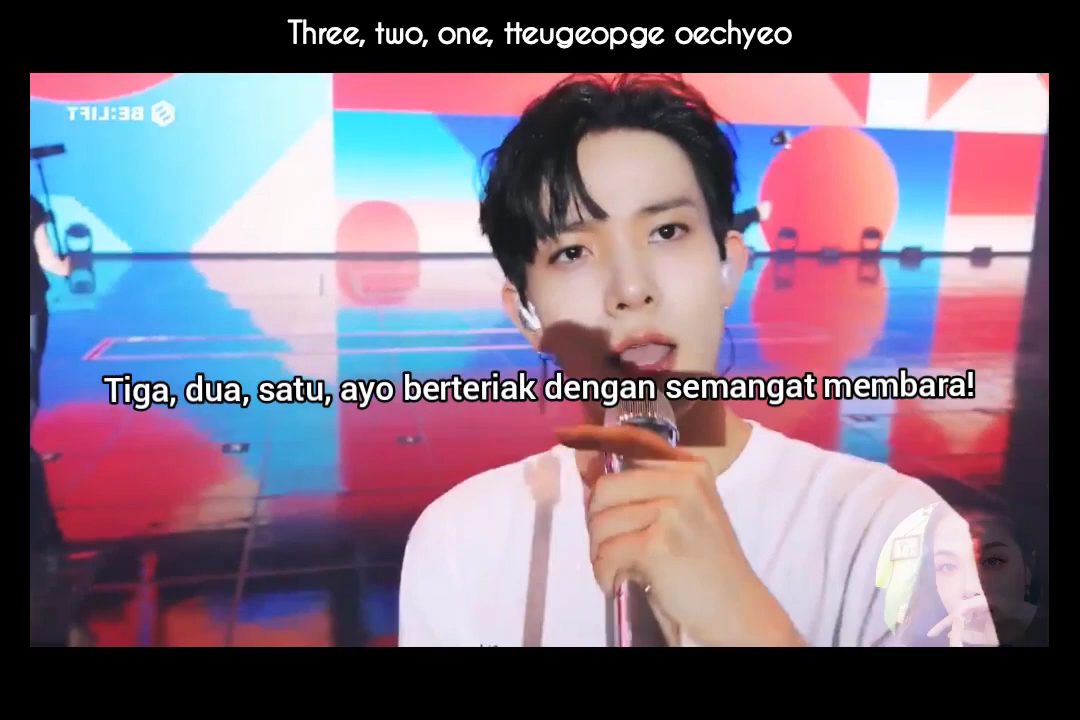 Three, two, one, tteugeopge oechyeo
BE:LIFT
Tiga, dua, satu, ayo berteriak dengan semangat membara!